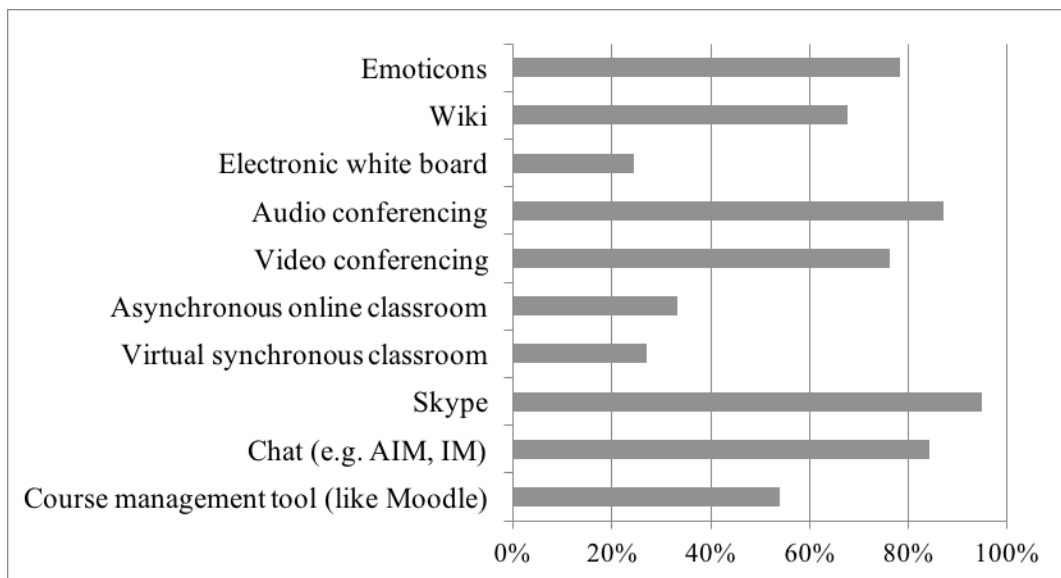 Emoticons
Wiki
Electronic white board
Audio conferencing
Video conferencing
Asynchronous online classroom
Virtual synchronous classroom
Skype
Chat (e.g. AIM, IM)
Course management tool (like Moodle)
0% 20% 40% 60% 80% 100%